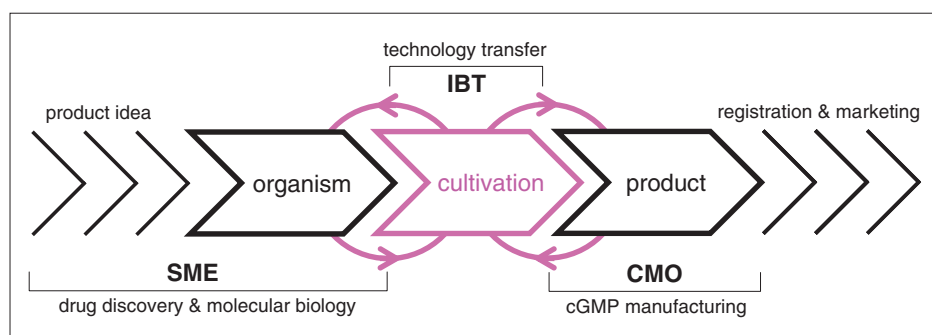 technology transfer
IBT
product idea
registration & marketing
organism
cultivation
product
SME
CMO
drug discovery & molecular biology
cGMP manufacturing